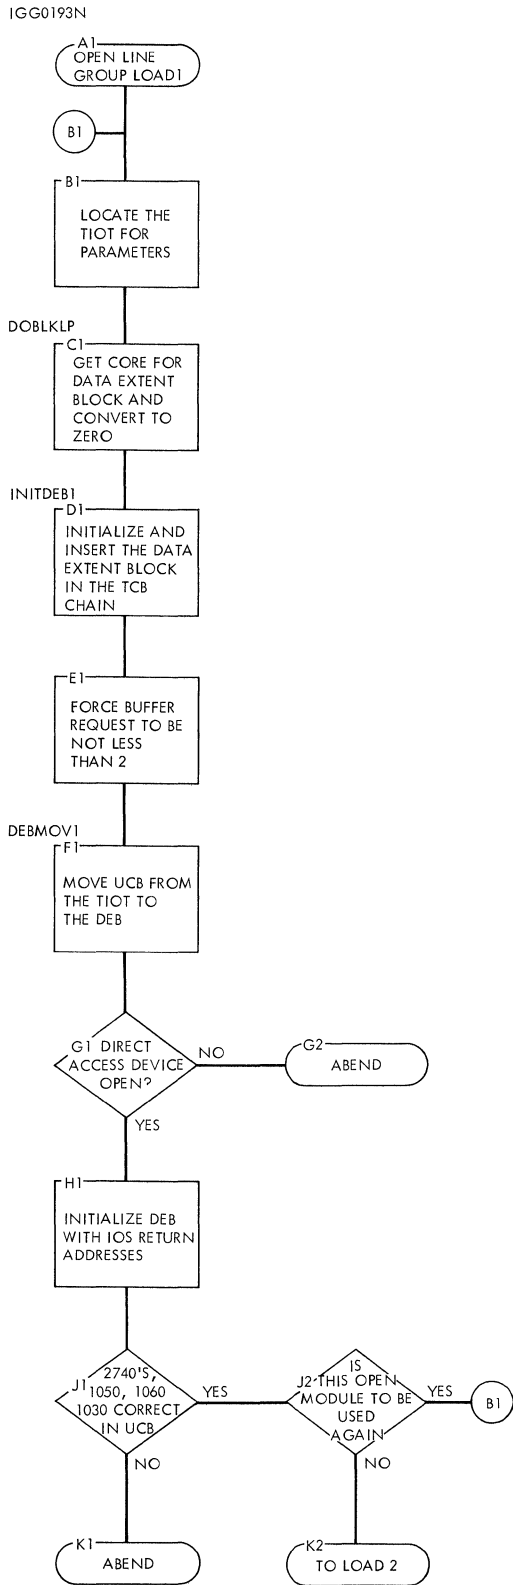 IGG0193N
A1
OPEN LINE
GROUP LOAD1
B1
B1
LOCATE THE
TIOT FOR
PARAMETERS
DOBLKLP
C1
GET CORE FOR
DATA EXTENT
BLOCK AND
CONVERT TO
ZERO
INITDEB1
D1
INITIALIZE AND
INSERT THE DATA
EXTENT BLOCK
IN THE TCB
CHAIN
E1
FORCE BUFFER
REQUEST TO BE
NOT LESS
THAN 2
DEBMOV1
F1
MOVE UCB FROM
THE TIOT TO
THE DEB
G1 DIRECT
ACCESS DEVICE
OPEN?
NO
G2
ABEND
YES
H1
INITIALIZE DEB
WITH IOS RETURN
ADDRESSES
J1
2740'S,
1050, 1060
1030 CORRECT
IN UCB
YES
IS
J2 THIS OPEN
MODULE TO BE
USED
AGAIN
YES
B1
NO
NO
K1
ABEND
K2
TO LOAD 2